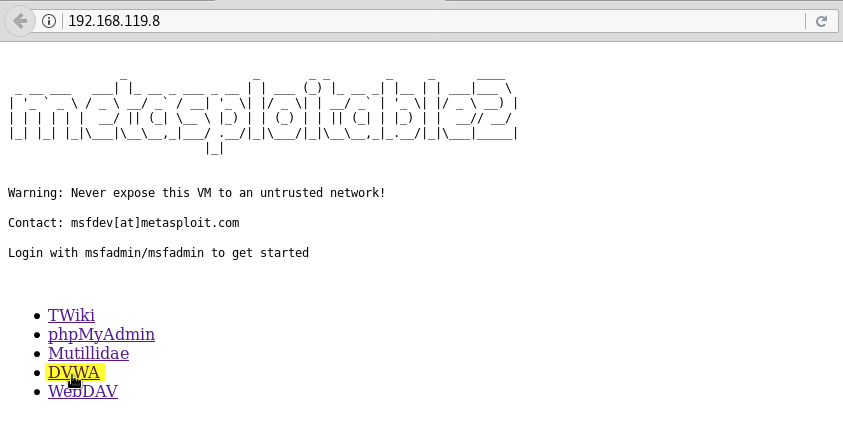 192.168.119.8
metasploitable2
Warning: Never expose this VM to an untrusted network!
Contact: msfdev[at]metasploit.com
Login with msfadmin/msfadmin to get started
TWiki
phpMyAdmin
Mutillidae
DVWA
WebDAV